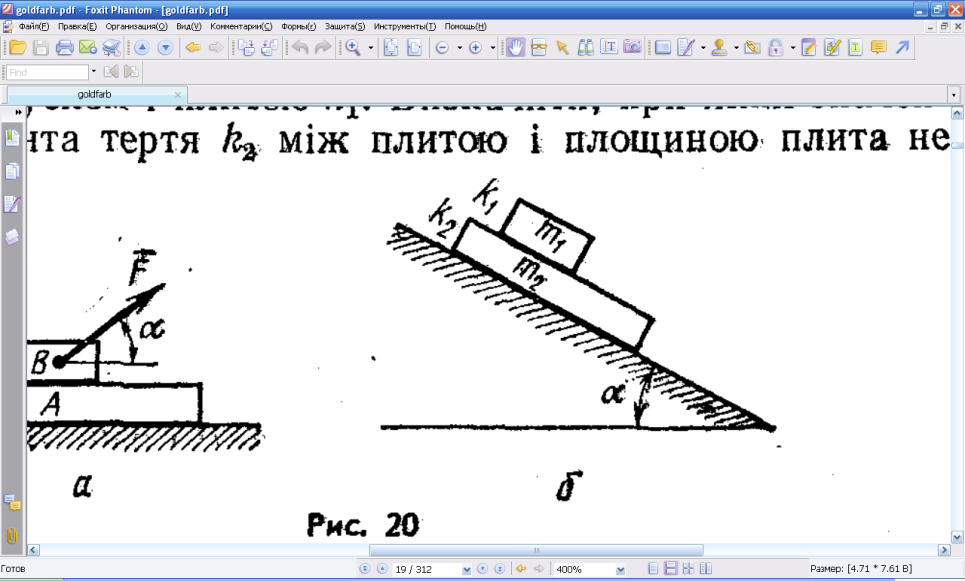 goldfarb.pdf - Foxit Phantom - [goldfarb.pdf]
Файл(F) Правка(E) Организация(O) Вид(V) Комментарии(C) Формы(r) Защита(S) Инструменты(T) Помощь(H)
Find
goldfarb
нта тертя k₂ між плитою і площиною плита не
k₁
k₂
m₁
m₂
F
α
B
A
α
а
б
Рис. 20
Готов
19 / 312
400%
Размер: [4.71 * 7.61 В]